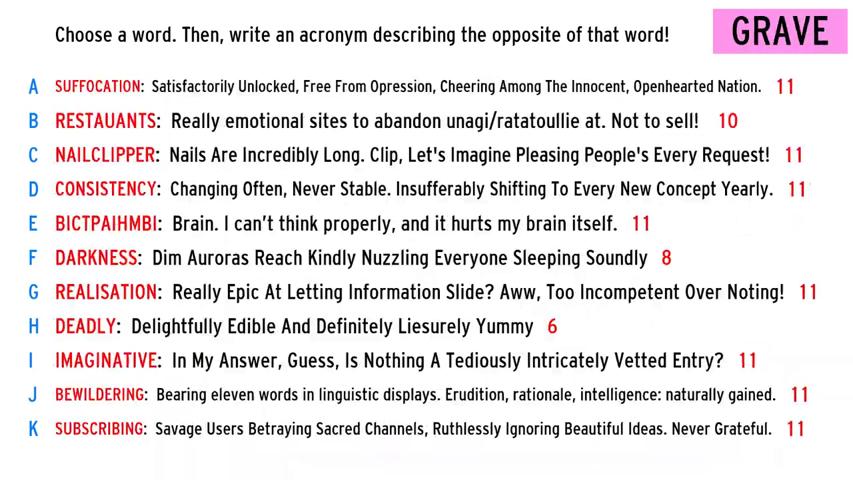 Choose a word. Then, write an acronym describing the opposite of that word!
GRAVE
A SUFFOCATION: Satisfactorily Unlocked, Free From Opression, Cheering Among The Innocent, Openhearted Nation. 11
B RESTAUANTS: Really emotional sites to abandon unagi/ratatoullie at. Not to sell! 10
C NAILCLIPPER: Nails Are Incredibly Long. Clip, Let's Imagine Pleasing People's Every Request! 11
D CONSISTENCY: Changing Often, Never Stable. Insufferably Shifting To Every New Concept Yearly. 11
E BICTPAIHMBI: Brain. I can't think properly, and it hurts my brain itself. 11
F DARKNESS: Dim Auroras Reach Kindly Nuzzling Everyone Sleeping Soundly 8
G REALISATION: Really Epic At Letting Information Slide? Aww, Too Incompetent Over Noting! 11
H DEADLY: Delightfully Edible And Definitely Liesurely Yummy 6
I IMAGINATIVE: In My Answer, Guess, Is Nothing A Tediously Intricately Vetted Entry? 11
J BEWILDERING: Bearing eleven words in linguistic displays. Erudition, rationale, intelligence: naturally gained. 11
K SUBSCRIBING: Savage Users Betraying Sacred Channels, Ruthlessly Ignoring Beautiful Ideas. Never Grateful. 11